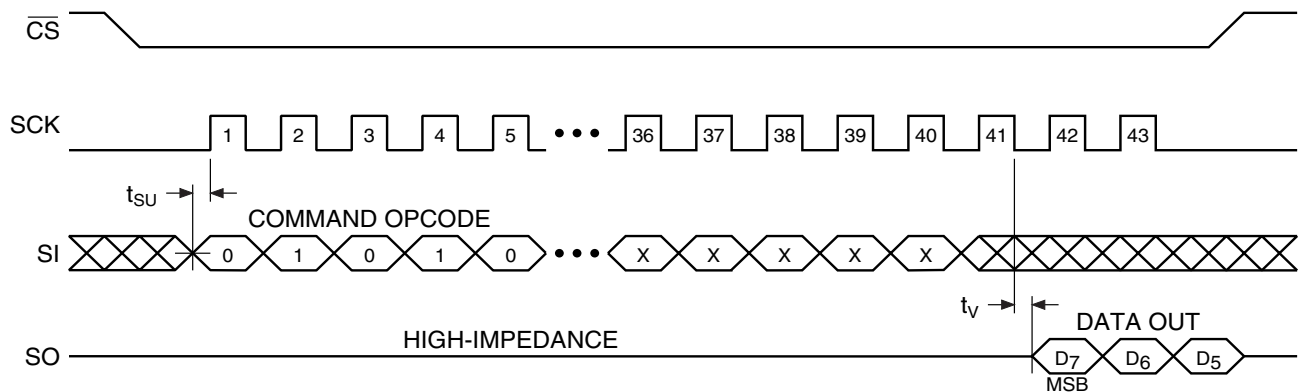 CS
SCK 1 2 3 4 5 ••• 36 37 38 39 40 41 42 43
tSU
COMMAND OPCODE
SI 0 1 0 1 0 ••• X X X X X
tV
HIGH-IMPEDANCE DATA OUT
SO D7 D6 D5
MSB